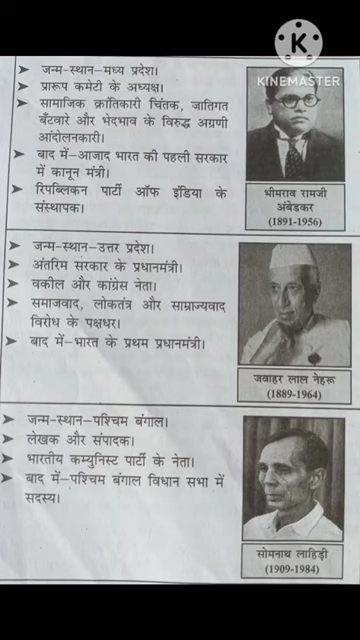 KINEMASTER
➤ जन्म-स्थान–मध्य प्रदेश।
➤ प्रारूप कमेटी के अध्यक्ष।
➤ सामाजिक क्रांतिकारी चिंतक, जातिगत
बँटवारे और भेदभाव के विरुद्ध अग्रणी
आंदोलनकारी।
➤ बाद में–आजाद भारत की पहली सरकार
में कानून मंत्री।
➤ रिपब्लिकन पार्टी ऑफ इंडिया के
संस्थापक।
भीमराव रामजी
अंबेडकर
(1891-1956)
➤ जन्म-स्थान–उत्तर प्रदेश।
➤ अंतरिम सरकार के प्रधानमंत्री।
➤ वकील और कांग्रेस नेता।
➤ समाजवाद, लोकतंत्र और साम्राज्यवाद
विरोध के पक्षधर।
➤ बाद में–भारत के प्रथम प्रधानमंत्री।
जवाहर लाल नेहरू
(1889-1964)
➤ जन्म-स्थान–पश्चिम बंगाल।
➤ लेखक और संपादक।
➤ भारतीय कम्युनिस्ट पार्टी के नेता।
➤ बाद में–पश्चिम बंगाल विधान सभा में
सदस्य।
सोमनाथ लाहिड़ी
(1909-1984)